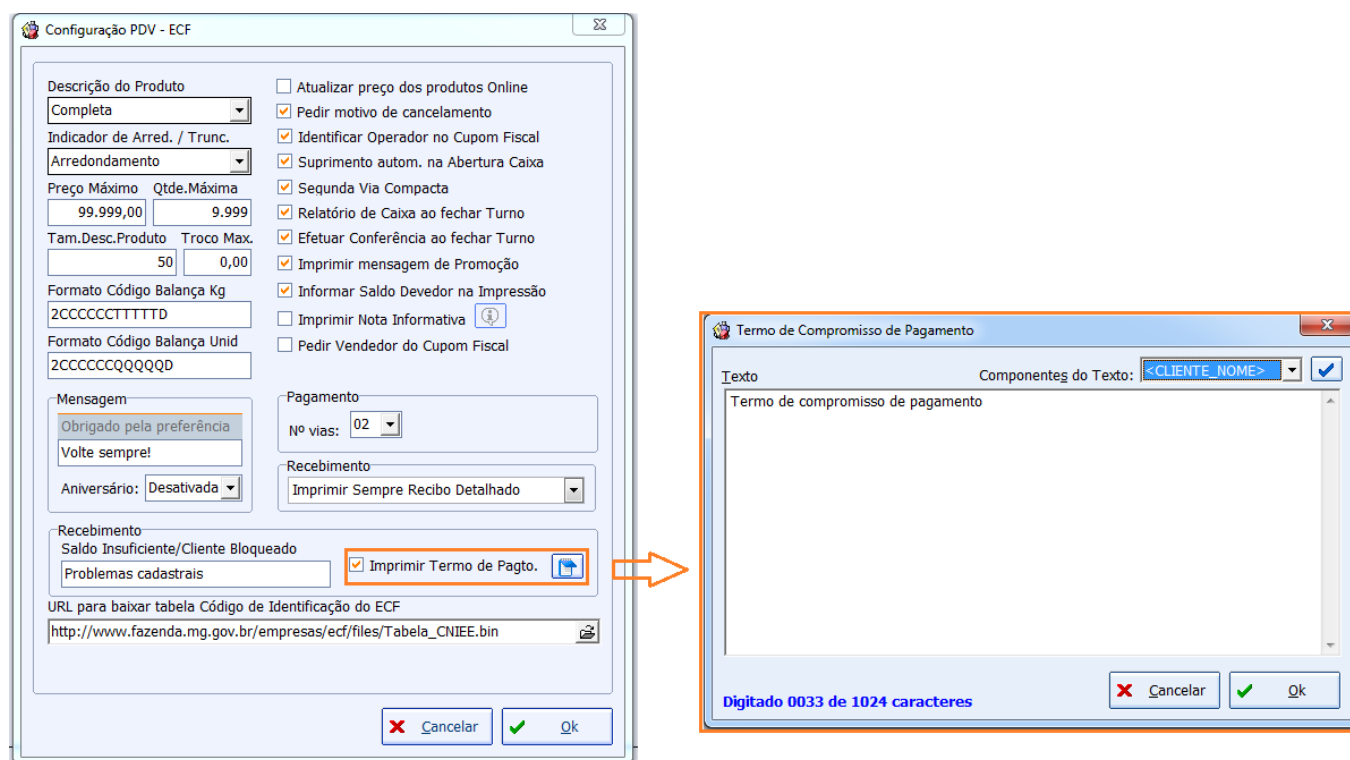 Configuração PDV - ECF
Descrição do Produto
Completa
Indicador de Arred. / Trunc.
Arredondamento
Preço Máximo Qtde.Máxima
99.999,00 9.999
Tam.Desc.Produto Troco Max.
50 0,00
Formato Código Balança Kg
2CCCCCCTTTTTD
Formato Código Balança Unid
2CCCCCCQQQQQD
Atualizar preço dos produtos Online
Pedir motivo de cancelamento
Identificar Operador no Cupom Fiscal
Suprimento autom. na Abertura Caixa
Segunda Via Compacta
Relatório de Caixa ao fechar Turno
Efetuar Conferência ao fechar Turno
Imprimir mensagem de Promoção
Informar Saldo Devedor na Impressão
Imprimir Nota Informativa
Pedir Vendedor do Cupom Fiscal
Mensagem
Obrigado pela preferência
Volte sempre!
Aniversário: Desativada
Pagamento
Nº vias: 02
Recebimento
Imprimir Sempre Recibo Detalhado
Recebimento
Saldo Insuficiente/Cliente Bloqueado
Problemas cadastrais
Imprimir Termo de Pagto.
URL para baixar tabela Código de Identificação do ECF
http://www.fazenda.mg.gov.br/empresas/ecf/files/Tabela_CNIEE.bin
Cancelar Ok
Termo de Compromisso de Pagamento
Texto Componentes do Texto: <CLIENTE_NOME>
Termo de compromisso de pagamento
Digitado 0033 de 1024 caracteres
Cancelar Ok